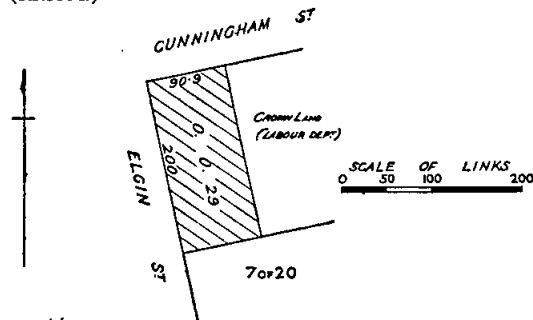 CUNNINGHAM ST
90.9
CROWN LAND
(LABOUR DEPT)
ELGIN ST.
200
0. 0. 29
SCALE OF LINKS
0 50 100 200
7 OF 20